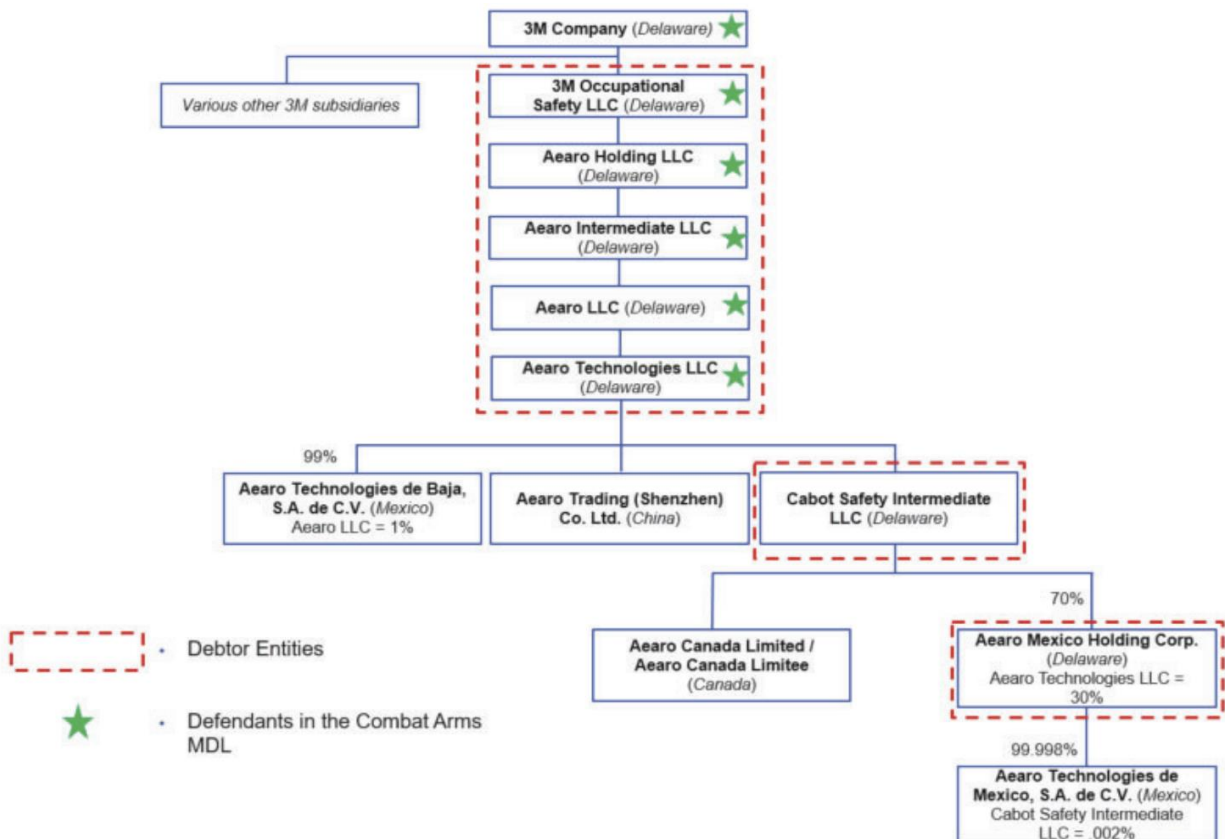 3M Company (Delaware)
Various other 3M subsidiaries
3M Occupational
Safety LLC (Delaware)
Aearo Holding LLC
(Delaware)
Aearo Intermediate LLC
(Delaware)
Aearo LLC (Delaware)
Aearo Technologies LLC
(Delaware)
99%
Aearo Technologies de Baja,
S.A. de C.V. (Mexico)
Aearo LLC = 1%
Aearo Trading (Shenzhen)
Co. Ltd. (China)
Cabot Safety Intermediate
LLC (Delaware)
Aearo Canada Limited /
Aearo Canada Limitee
(Canada)
70%
Aearo Mexico Holding Corp.
(Delaware)
Aearo Technologies LLC =
30%
99.998%
Aearo Technologies de
Mexico, S.A. de C.V. (Mexico)
Cabot Safety Intermediate
LLC = .002%
Debtor Entities
Defendants in the Combat Arms
MDL